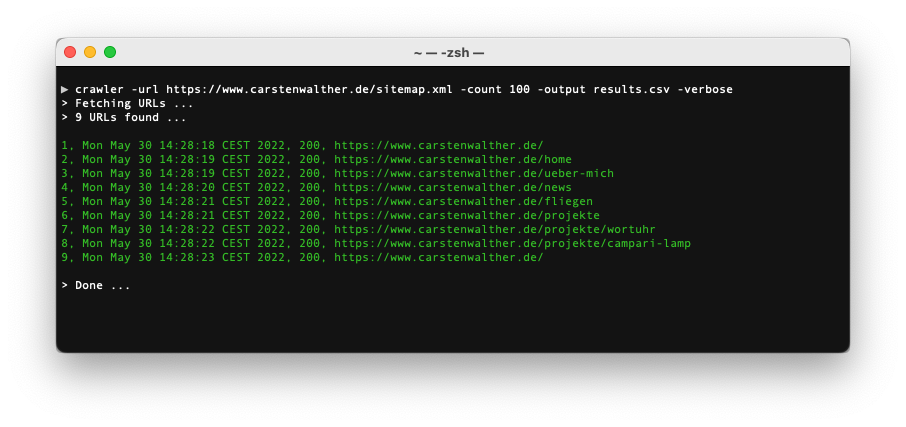 ~ — -zsh —
▶ crawler -url https://www.carstenwalther.de/sitemap.xml -count 100 -output results.csv -verbose
> Fetching URLs ...
> 9 URLs found ...
1, Mon May 30 14:28:18 CEST 2022, 200, https://www.carstenwalther.de/
2, Mon May 30 14:28:19 CEST 2022, 200, https://www.carstenwalther.de/home
3, Mon May 30 14:28:19 CEST 2022, 200, https://www.carstenwalther.de/ueber-mich
4, Mon May 30 14:28:20 CEST 2022, 200, https://www.carstenwalther.de/news
5, Mon May 30 14:28:21 CEST 2022, 200, https://www.carstenwalther.de/fliegen
6, Mon May 30 14:28:21 CEST 2022, 200, https://www.carstenwalther.de/projekte
7, Mon May 30 14:28:22 CEST 2022, 200, https://www.carstenwalther.de/projekte/wortuhr
8, Mon May 30 14:28:22 CEST 2022, 200, https://www.carstenwalther.de/projekte/campari-lamp
9, Mon May 30 14:28:23 CEST 2022, 200, https://www.carstenwalther.de/
> Done ...